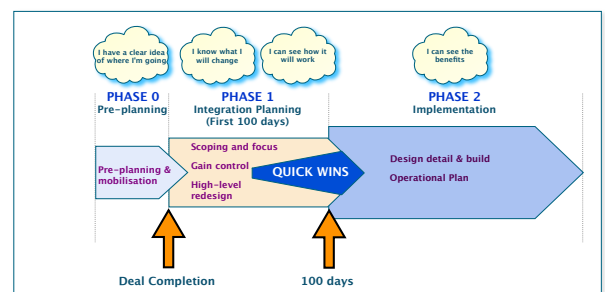 I have a clear idea
of where I'm going
I know what I
will change
I can see how it
will work
I can see the
benefits
PHASE 0
Pre-planning
PHASE 1
Integration Planning
(First 100 days)
PHASE 2
Implementation
Pre-planning &
mobilisation
Scoping and focus
Gain control
High-level
redesign
QUICK WINS
Design detail & build
Operational Plan
Deal Completion
100 days